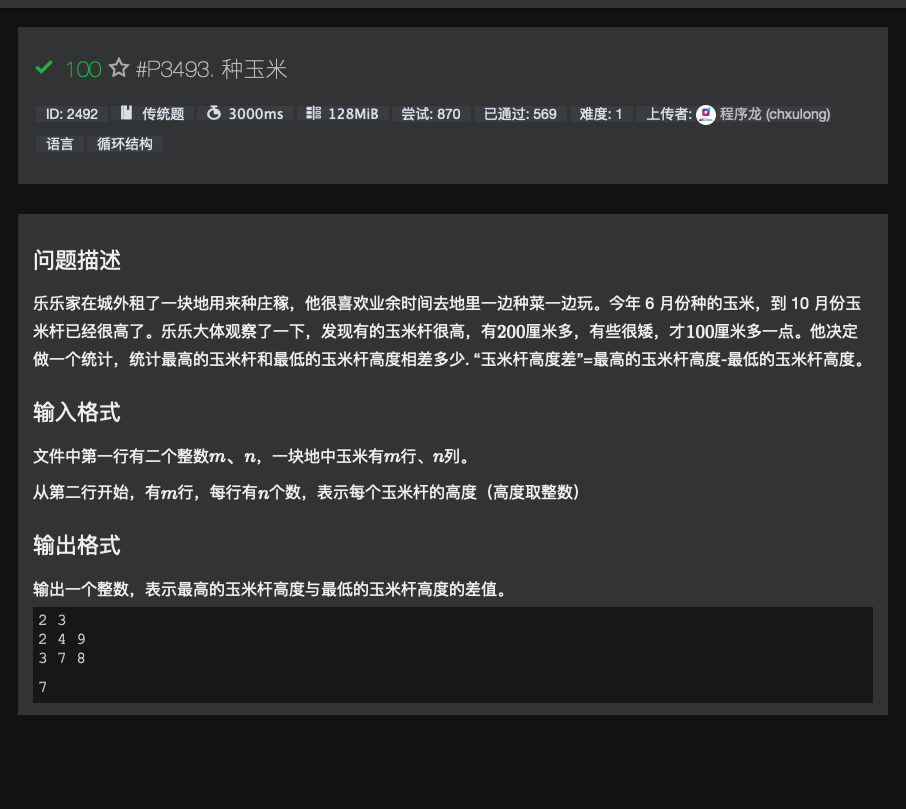 100 #P3493. 种玉米
ID: 2492 传统题 3000ms 128MiB 尝试: 870 已通过: 569 难度: 1 上传者: 程序龙 (chxulong)
语言 循环结构
问题描述
乐乐家在城外租了一块地用来种庄稼，他很喜欢业余时间去地里一边种菜一边玩。今年 6 月份种的玉米，到 10 月份玉
米杆已经很高了。乐乐大体观察了一下，发现有的玉米杆很高，有200厘米多，有些很矮，才100厘米多一点。他决定
做一个统计，统计最高的玉米杆和最低的玉米杆高度相差多少. “玉米杆高度差”=最高的玉米杆高度-最低的玉米杆高度。
输入格式
文件中第一行有二个整数m、n，一块地中玉米有m行、n列。
从第二行开始，有m行，每行有n个数，表示每个玉米杆的高度（高度取整数）
输出格式
输出一个整数，表示最高的玉米杆高度与最低的玉米杆高度的差值。
2 3
2 4 9
3 7 8
7